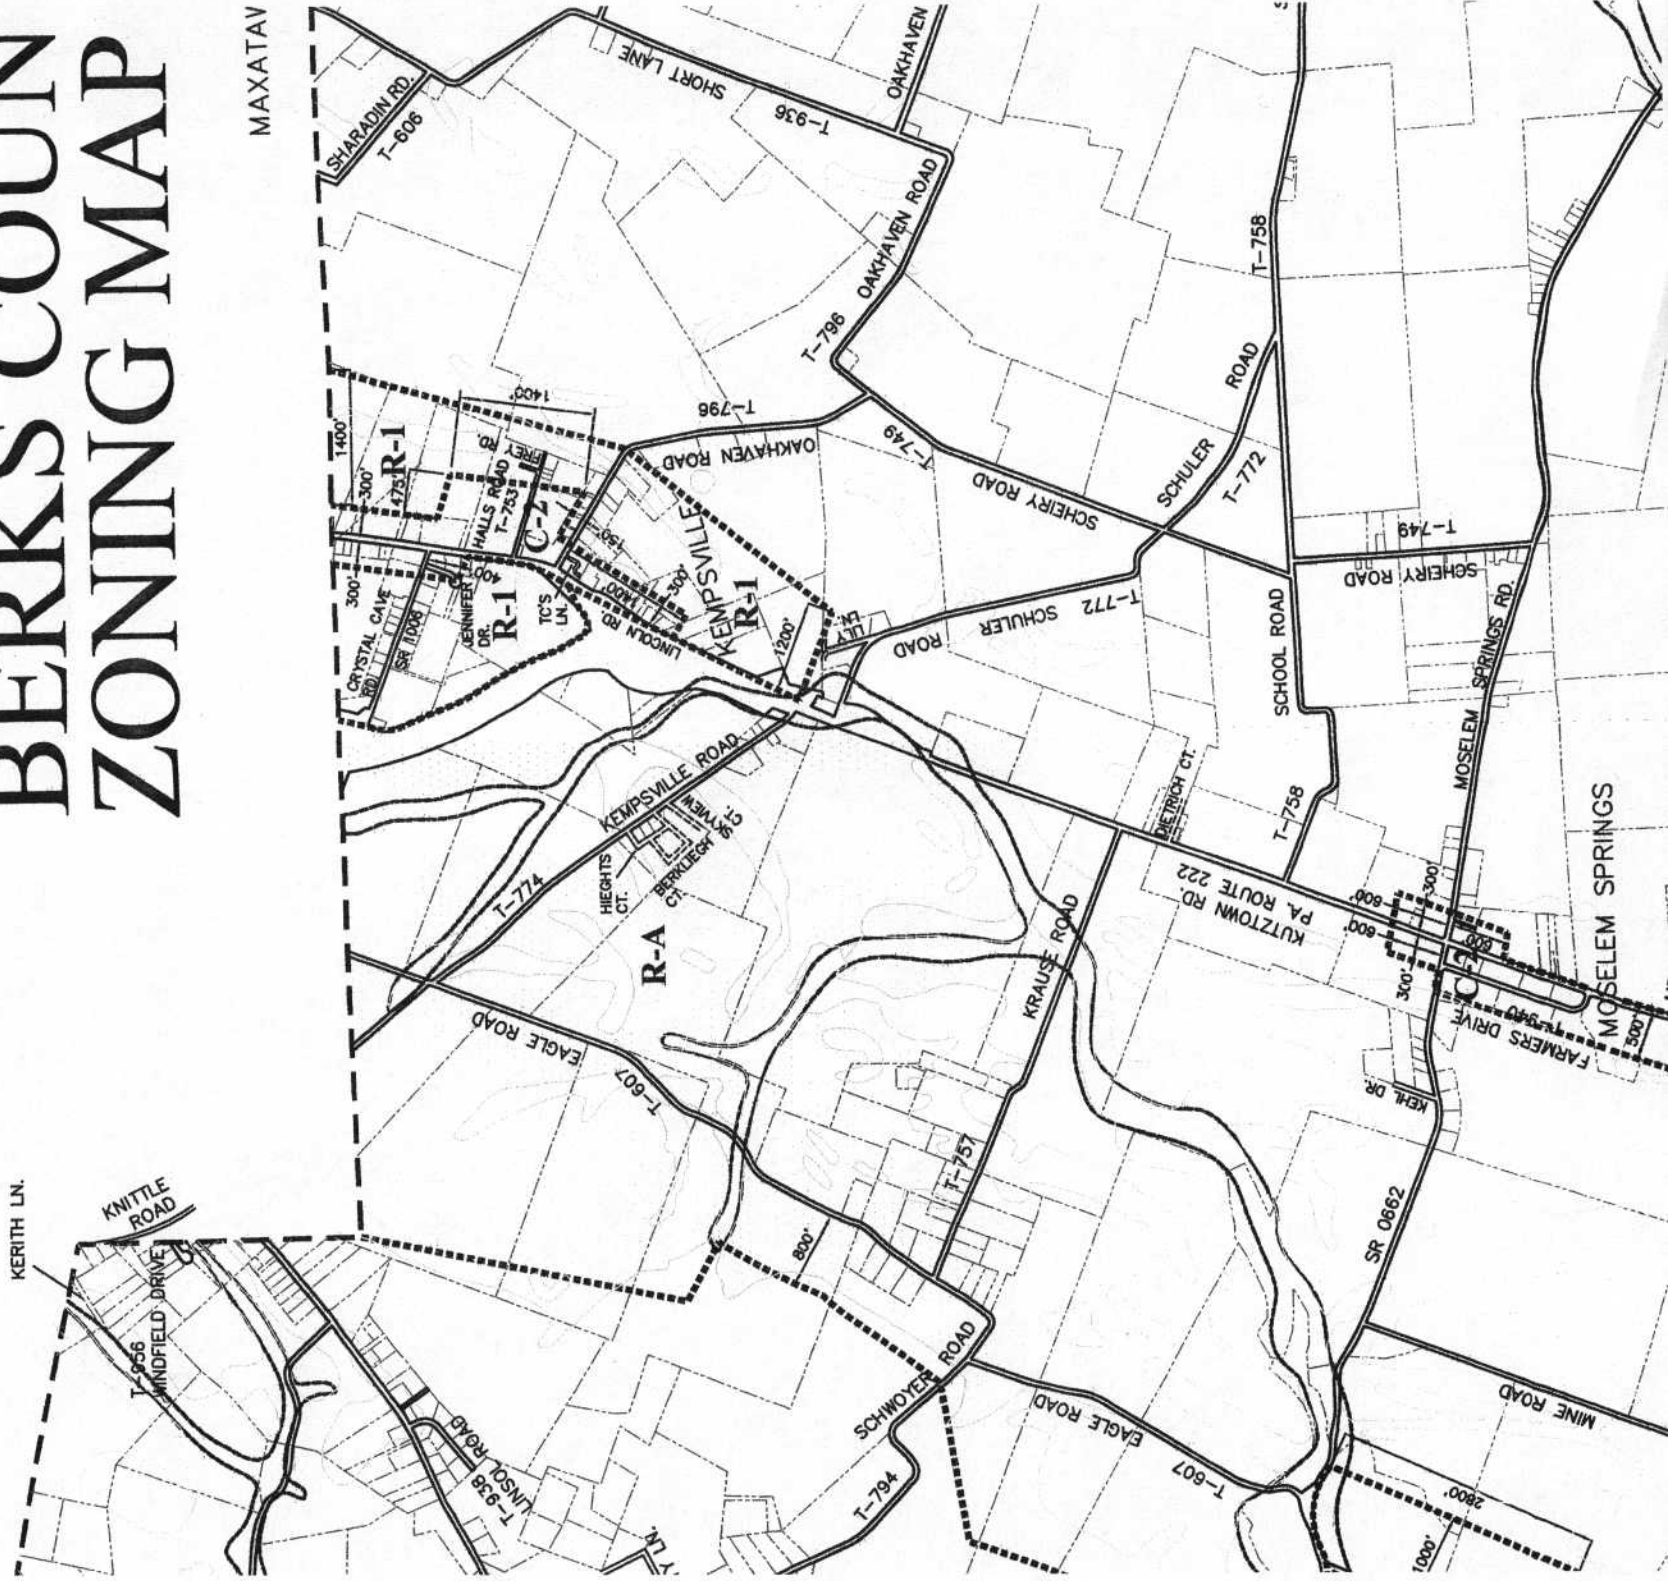 BERKS COUN
ZONING MAP
MAXATAV
SHARADIN RD.
T-606
SHORT LANE
T-936
OAKHAVEN
OAKHAVEN ROAD
T-796
T-796
OAKHAVEN ROAD
T-758
1400'
1400'
300'
475'
R-1
FREY RD.
HALLS ROAD
T-753
C-2
300'
400'
CRYSTAL CAVE
RD.
SR 1006
JENNIFER
DR.
R-1
TC'S
LN.
LINCOLN RD.
1400'
150'
300'
KEMPSVILLE
R-1
1200'
LILY
LN.
T-749
SCHEIRY ROAD
SCHULER
ROAD
T-772
SCHULER
ROAD
T-772
T-749
SCHEIRY ROAD
SCHOOL ROAD
MOSELEM
SPRINGS RD.
KEMPSVILLE ROAD
T-774
HIEGHTS
CT.
BERKLIEGH
CT.
SKYVIEW
CT.
R-A
DIETRICH CT.
T-758
KUTZTOWN RD.
PA. ROUTE 222
KRAUSE ROAD
600'
600'
300'
600'
300'
C-2
T-940
FARMERS DRIVE
500'
MOSELEM SPRINGS
KEHL DR.
EAGLE ROAD
T-607
T-757
800'
SR 0662
KERITH LN.
KNITTLE
ROAD
T-956
WINDFIELD DRIVE
T-938
LINSOL ROAD
Y LN.
SCHWOYER
ROAD
T-794
EAGLE ROAD
T-607
MINE ROAD
2800'
1000'